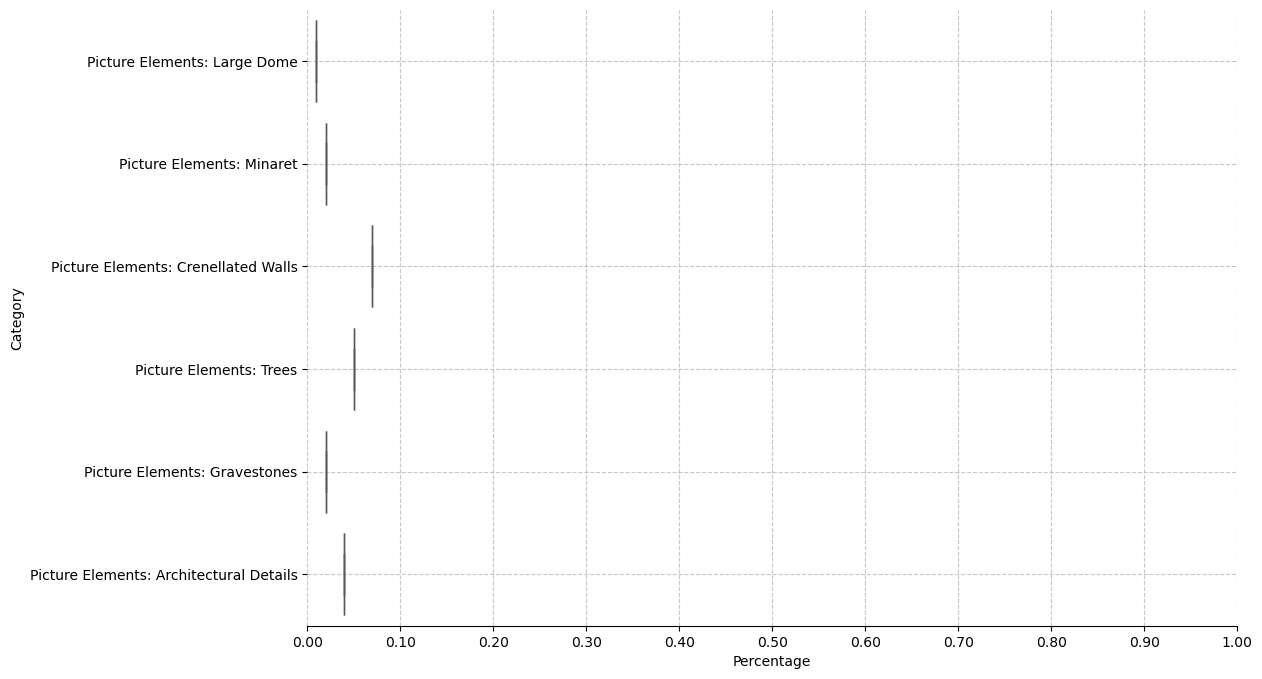 Picture Elements: Large Dome
Picture Elements: Minaret
Picture Elements: Crenellated Walls
Picture Elements: Trees
Picture Elements: Gravestones
Picture Elements: Architectural Details
Category
0.00 0.10 0.20 0.30 0.40 0.50 0.60 0.70 0.80 0.90 1.00
Percentage